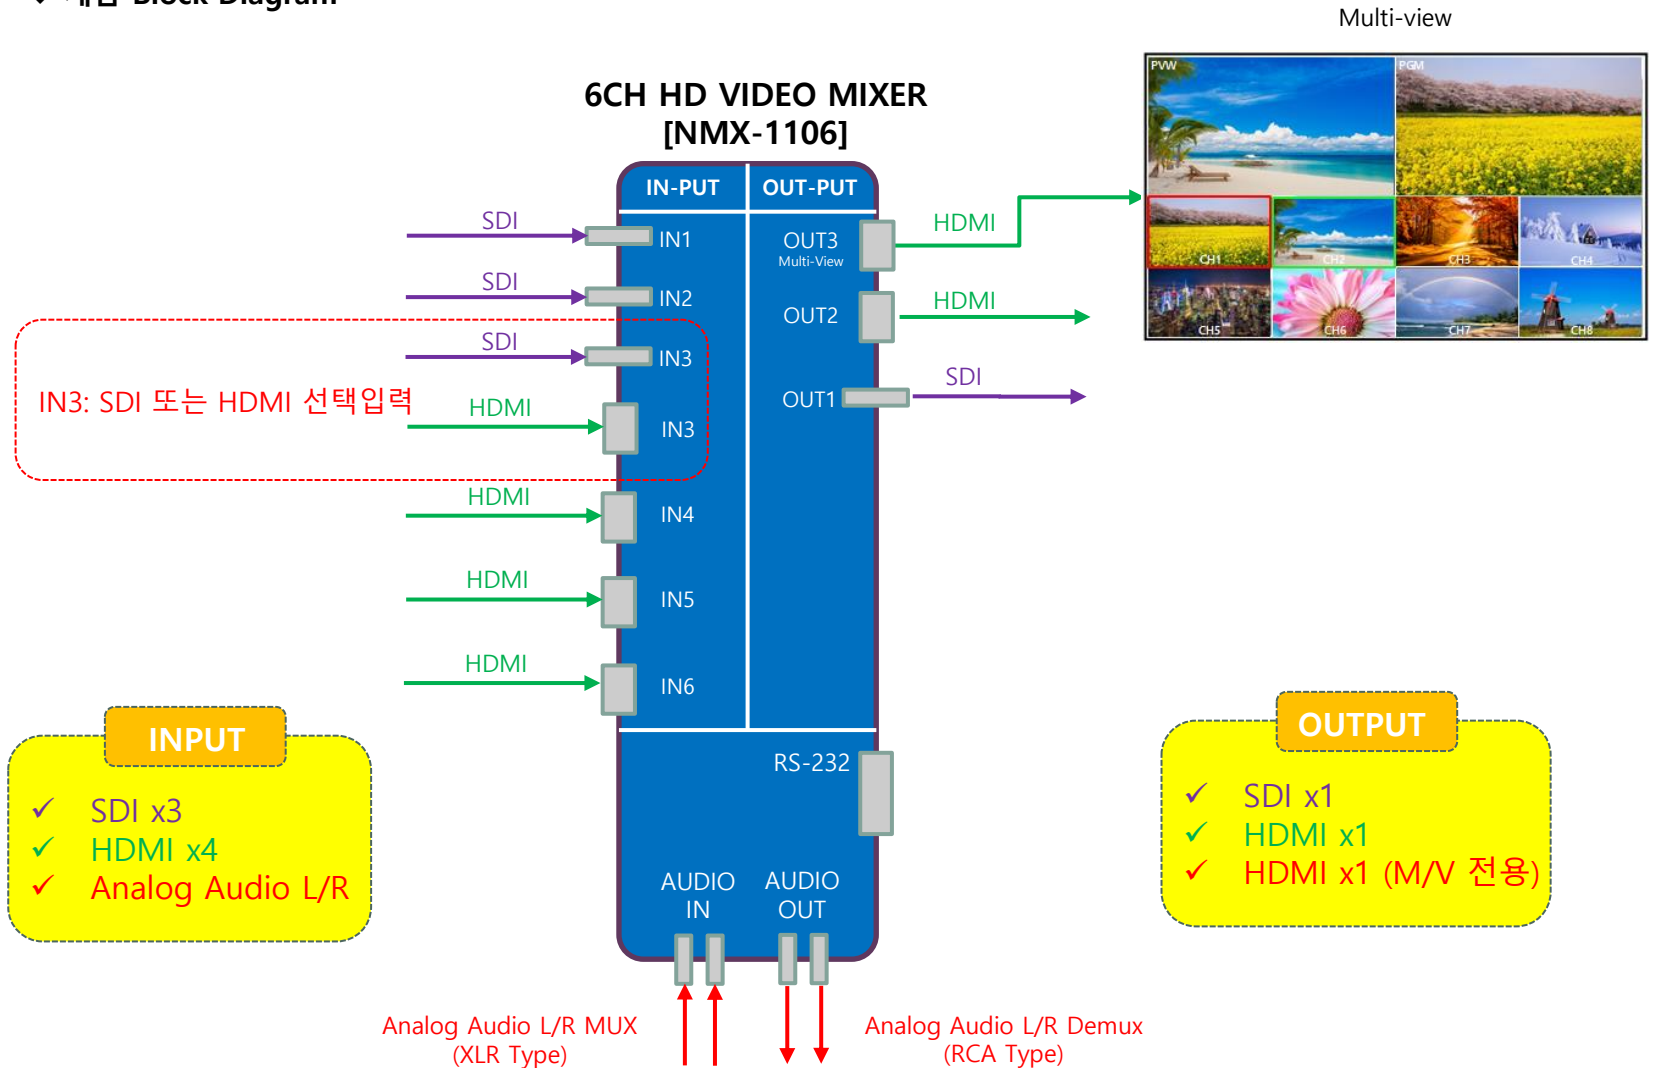 Block Diagram
Multi-view
6CH HD VIDEO MIXER
[NMX-1106]
IN-PUT
OUT-PUT
SDI
IN1
SDI
IN2
SDI
IN3
IN3: SDI 또는 HDMI 선택입력
HDMI
IN3
HDMI
IN4
HDMI
IN5
HDMI
IN6
OUT3
Multi-View
HDMI
OUT2
HDMI
OUT1
SDI
PVW
PGM
CH1
CH2
CH3
CH4
CH5
CH6
CH7
CH8
RS-232
AUDIO
IN
AUDIO
OUT
INPUT
✓ SDI x3
✓ HDMI x4
✓ Analog Audio L/R
OUTPUT
✓ SDI x1
✓ HDMI x1
✓ HDMI x1 (M/V 전용)
Analog Audio L/R MUX
(XLR Type)
Analog Audio L/R Demux
(RCA Type)